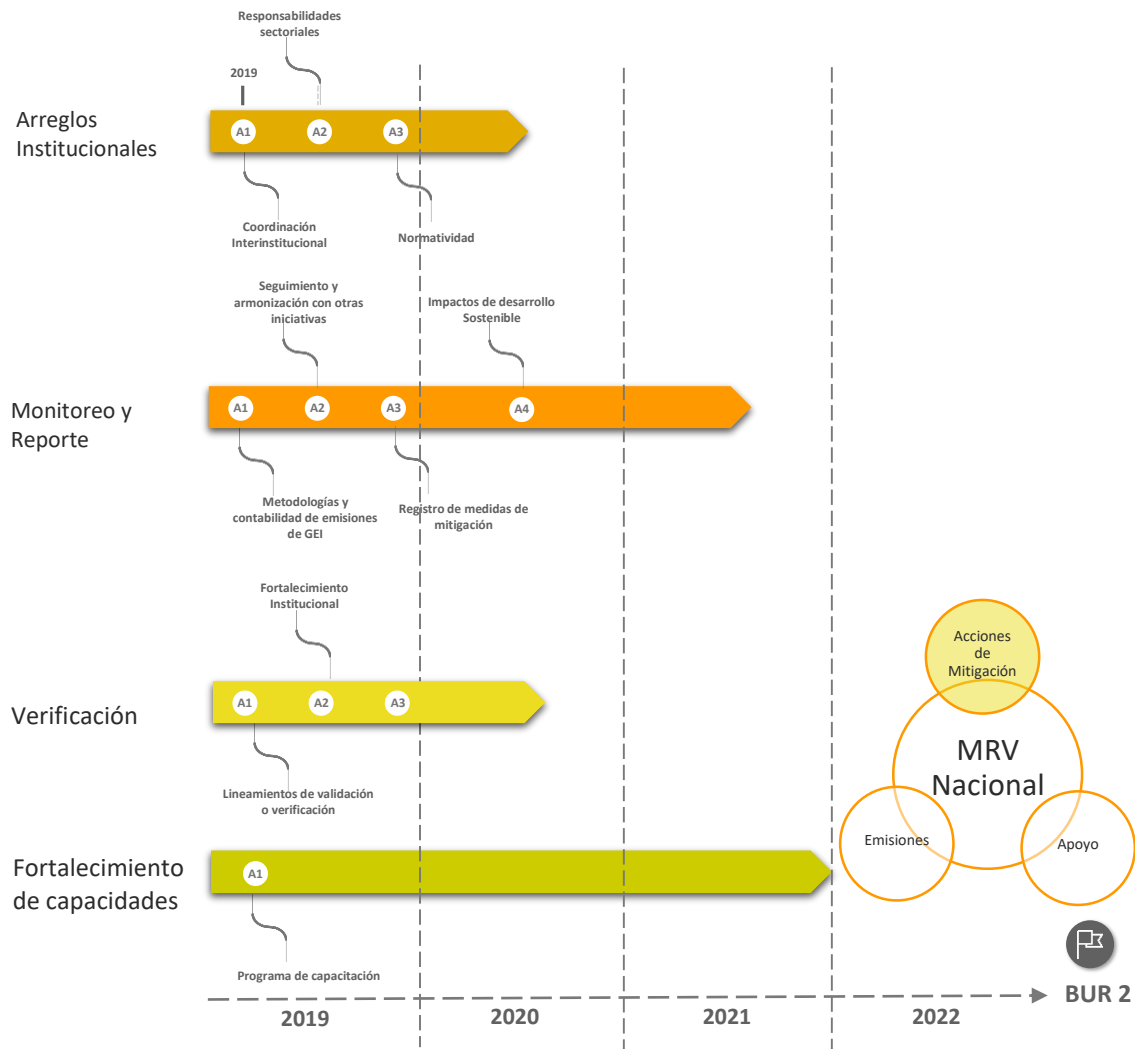 Responsabilidades
sectoriales
2019
Arreglos
Institucionales
A1
A2
A3
Coordinación
Interinstitucional
Normatividad
Seguimiento y
armonización con otras
iniciativas
Impactos de desarrollo
Sostenible
Monitoreo y
Reporte
A1
A2
A3
A4
Metodologías y
contabilidad de emisiones
de GEI
Registro de medidas de
mitigación
Fortalecimiento
Institucional
Verificación
A1
A2
A3
Lineamientos de validación
o verificación
Acciones
de
Mitigación
MRV
Nacional
Emisiones
Apoyo
Fortalecimiento
de capacidades
A1
Programa de capacitación
BUR 2
2019
2020
2021
2022